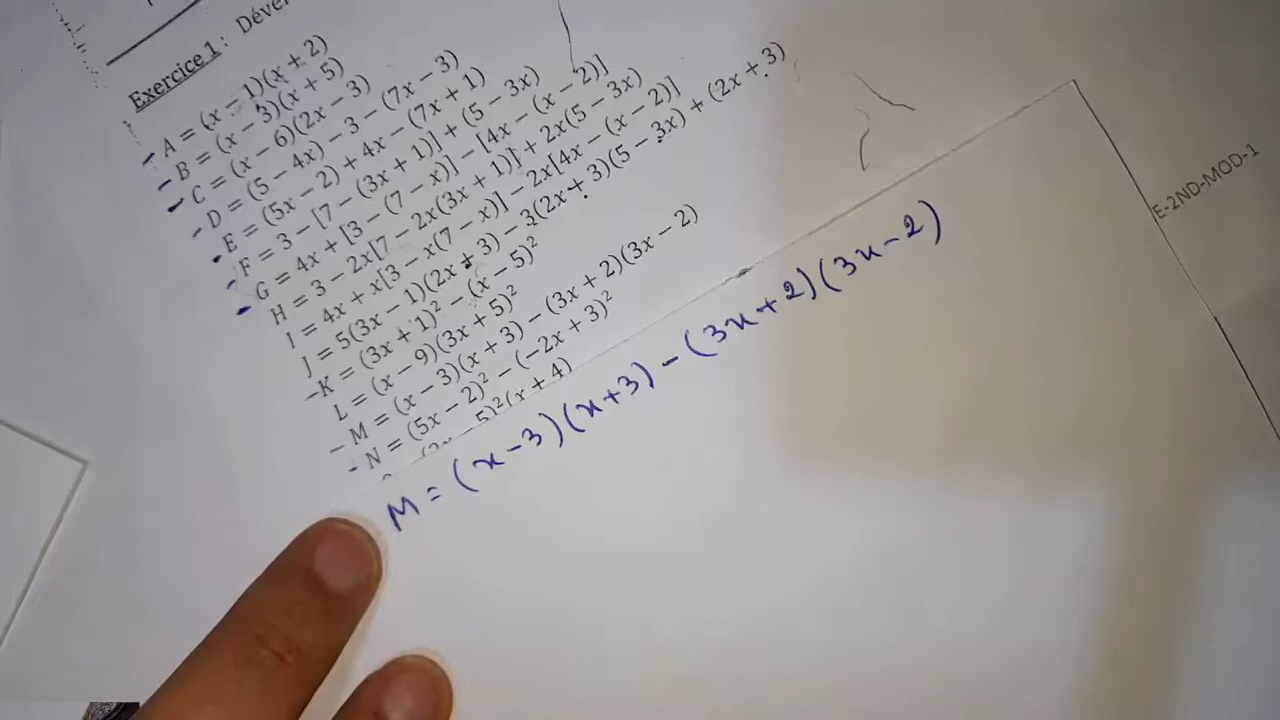 Exercice 1 : Déve
A = (x − 1)(x + 2)
B = (x − 3)(x + 5)
C = (x − 6)(2x − 3)
D = (5 − 4x) − 3 − (7x − 3)
E = (5x − 2) + 4x − (7x + 1)
F = 3 − [7 − (3x + 1)] + (5 − 3x)
G = 4x + [3 − (7 − x)] − [4x − (x − 2)]
H = 3 − 2x[7 − 2x(3x + 1)] + 2x(5 − 3x)
I = 4x + x[3 − x(7 − x)] − 2x[4x − (x − 2)]
J = 5(3x − 1)(2x + 3) − 3(2x + 3)(5 − 3x) + (2x + 3)
K = (3x + 1)² − (x − 5)²
L = (x − 9)(3x + 5)²
M = (x − 3)(x + 3) − (3x + 2)(3x − 2)
N = (5x − 2)² − (−2x + 3)²
5)²(x + 4)
M = (x − 3)(x + 3) − (3x + 2)(3x − 2)
E-2ND-MOD-1